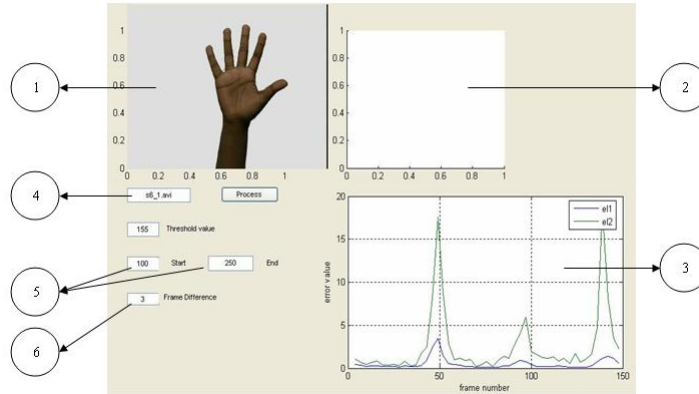 1
0.8
0.6
0.4
0.2
0
0 0.2 0.4 0.6 0.8 1
1
0.8
0.6
0.4
0.2
0
0 0.2 0.4 0.6 0.8 1
1
2
4
s6_1.avi
Process
155 Threshold value
100 Start 250 End
5
3 Frame Difference
6
20
15
10
5
0
error value
el1
el2
3
0 50 100 150
frame number